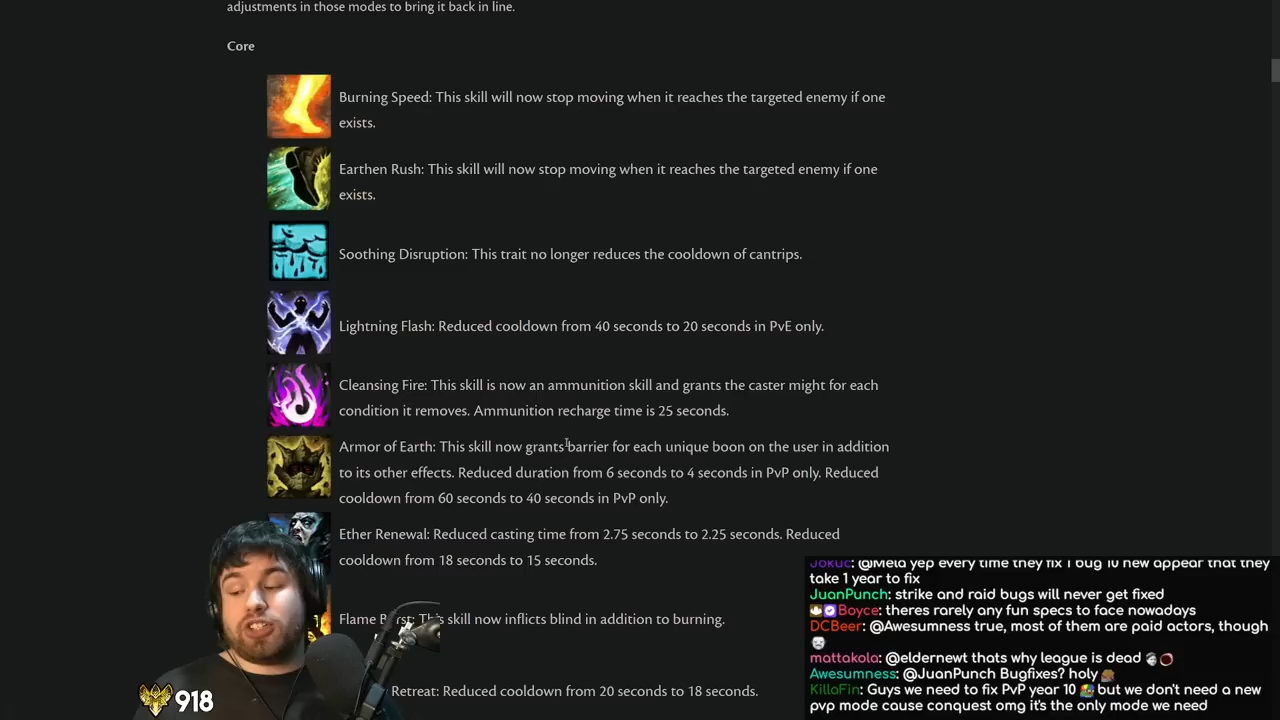 adjustments in those modes to bring it back in line.
Core
Burning Speed: This skill will now stop moving when it reaches the targeted enemy if one
exists.
Earthen Rush: This skill will now stop moving when it reaches the targeted enemy if one
exists.
Soothing Disruption: This trait no longer reduces the cooldown of cantrips.
Lightning Flash: Reduced cooldown from 40 seconds to 20 seconds in PvE only.
Cleansing Fire: This skill is now an ammunition skill and grants the caster might for each
condition it removes. Ammunition recharge time is 25 seconds.
Armor of Earth: This skill now grants barrier for each unique boon on the user in addition
to its other effects. Reduced duration from 6 seconds to 4 seconds in PvP only. Reduced
cooldown from 60 seconds to 40 seconds in PvP only.
Ether Renewal: Reduced casting time from 2.75 seconds to 2.25 seconds. Reduced
cooldown from 18 seconds to 15 seconds.
Flame skill now inflicts blind in addition to burning.
Retreat: Reduced cooldown from 20 seconds to 18 seconds.
918
Jokuc: @Mela yep every time they fix 1 bug 10 new appear that they
take 1 year to fix
JuanPunch: strike and raid bugs will never get fixed
Boyce: theres rarely any fun specs to face nowadays
DCBeer: @Awesumness true, most of them are paid actors, though
mattakola: @eldernewt thats why league is dead
Awesumness: @JuanPunch Bugfixes? holy
KillaFin: Guys we need to fix PvP year 10 but we don't need a new
pvp mode cause conquest omg it's the only mode we need